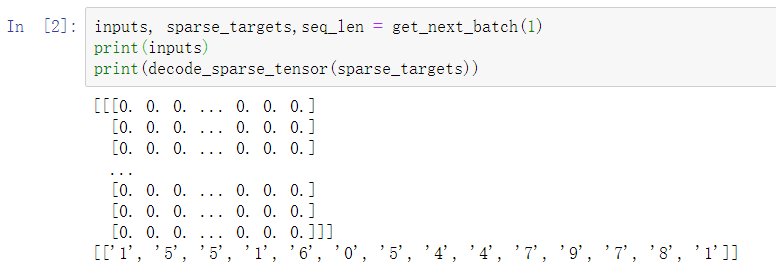 In [2]: inputs, sparse_targets,seq_len = get_next_batch(1)
print(inputs)
print(decode_sparse_tensor(sparse_targets))
[[[0. 0. 0. ... 0. 0. 0.]
[0. 0. 0. ... 0. 0. 0.]
[0. 0. 0. ... 0. 0. 0.]
...
[0. 0. 0. ... 0. 0. 0.]
[0. 0. 0. ... 0. 0. 0.]
[0. 0. 0. ... 0. 0. 0.]]]
[['1', '5', '5', '1', '6', '0', '5', '4', '4', '7', '9', '7', '8', '1']]